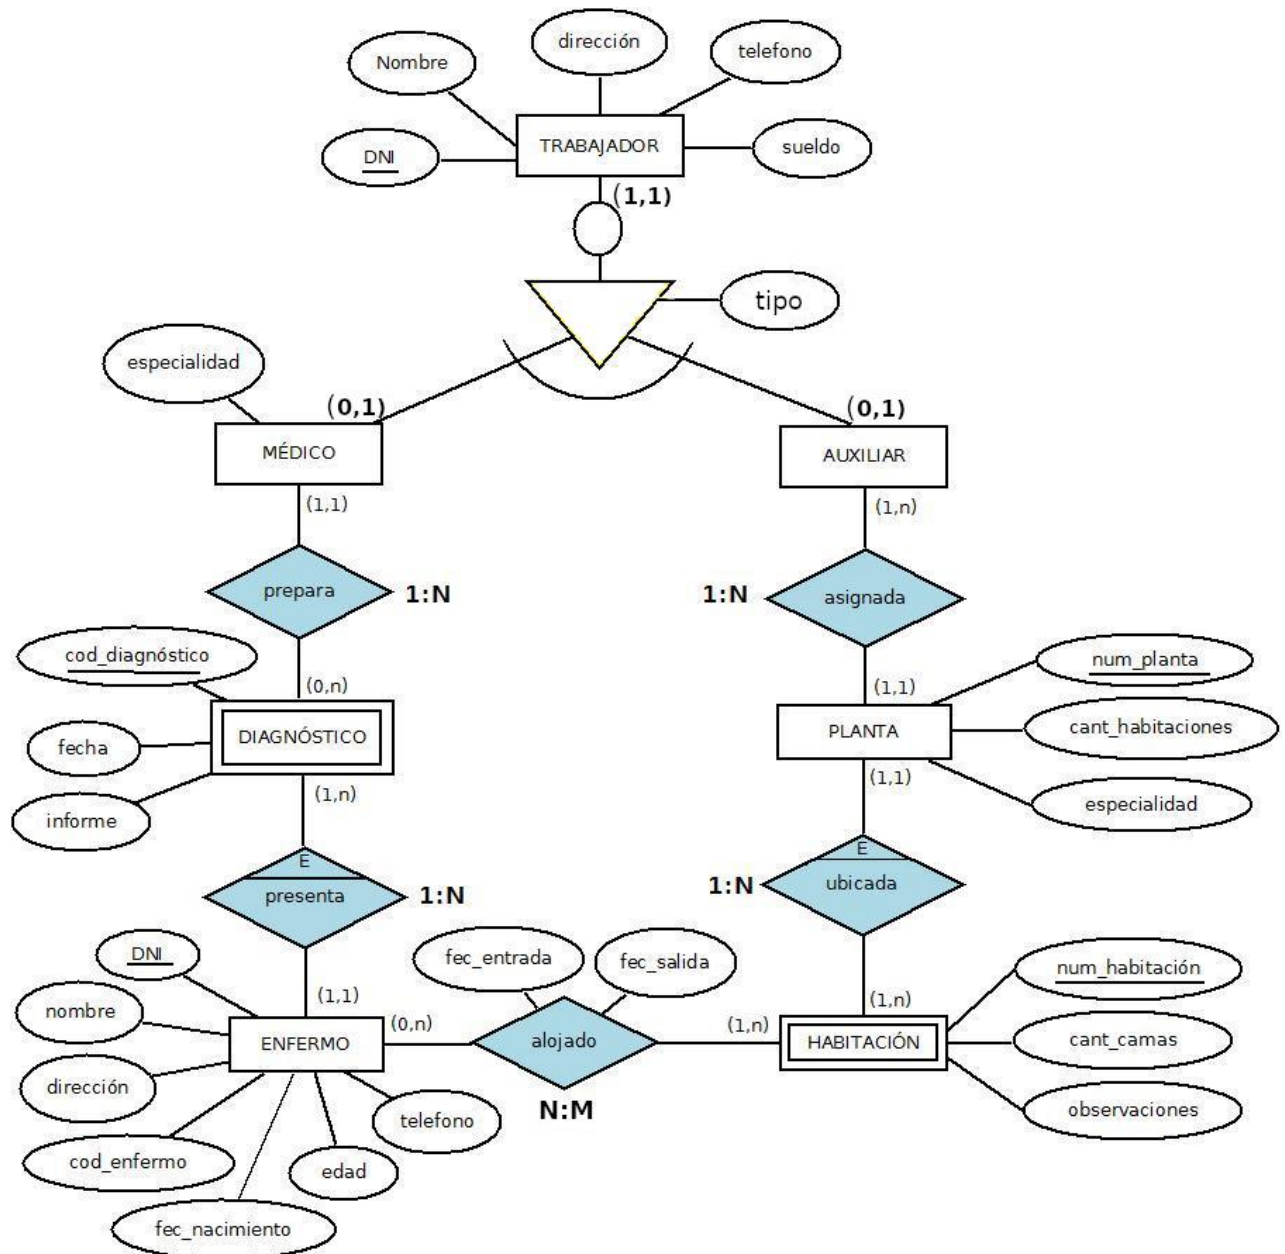 dirección
telefono
Nombre
TRABAJADOR
sueldo
DNI
(1,1)
tipo
especialidad
(0,1)
(0,1)
MÉDICO
AUXILIAR
(1,1)
(1,n)
prepara
1:N
1:N
asignada
cod_diagnóstico
num_planta
(0,n)
(1,1)
fecha
DIAGNÓSTICO
PLANTA
cant_habitaciones
(1,1)
(1,n)
informe
especialidad
E
presenta
1:N
1:N
E
ubicada
DNI
fec_entrada
fec_salida
num_habitación
(1,1)
(1,n)
nombre
(0,n)
(1,n)
ENFERMO
alojado
HABITACIÓN
cant_camas
dirección
N:M
observaciones
telefono
cod_enfermo
edad
fec_nacimiento